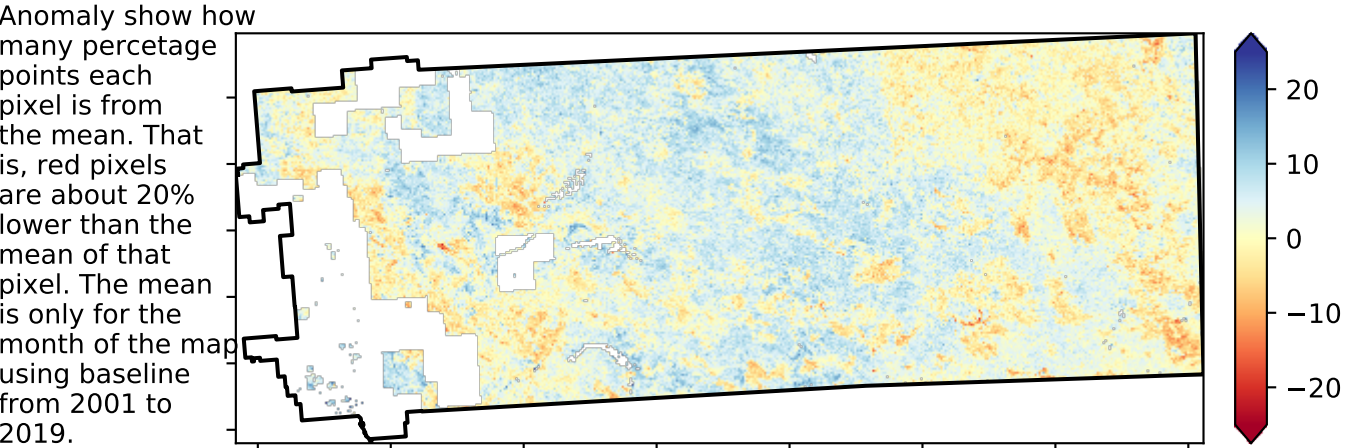 Anomaly show how
many percetage
points each
pixel is from
the mean. That
is, red pixels
are about 20%
lower than the
mean of that
pixel. The mean
is only for the
month of the map
using baseline
from 2001 to
2019.
20
10
0
−10
−20